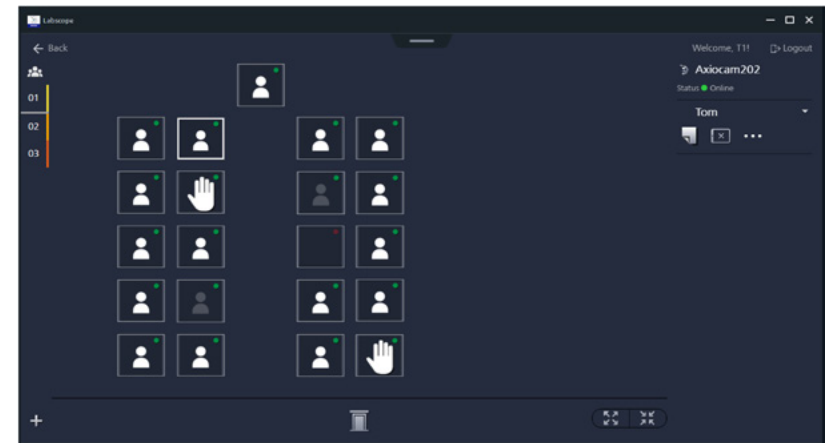 Labscope
Back
Welcome, T1!
Logout
Axiocam202
Status Online
01
02
03
Tom